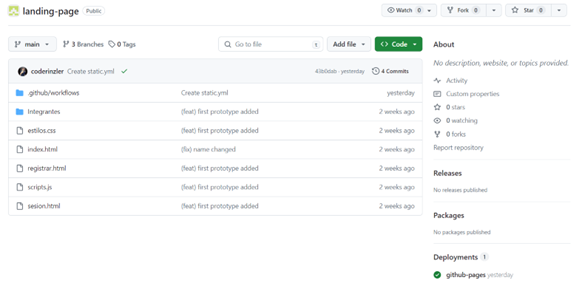 landing-page Public
Watch 0 Fork 0 Star 0
main 3 Branches 0 Tags Go to file t Add file Code
coderinzler Create static.yml yesterday 4 Commits
.github/workflows Create static.yml yesterday
Integrantes (feat) first prototype added 2 weeks ago
estilos.css (feat) first prototype added 2 weeks ago
index.html (fix) name changed 2 weeks ago
registrar.html (feat) first prototype added 2 weeks ago
scripts.js (feat) first prototype added 2 weeks ago
sesion.html (feat) first prototype added 2 weeks ago
About
No description, website, or topics provided.
Activity
Custom properties
0 stars
0 watching
0 forks
Report repository
Releases
No releases published
Packages
No packages published
Deployments 1
github-pages yesterday